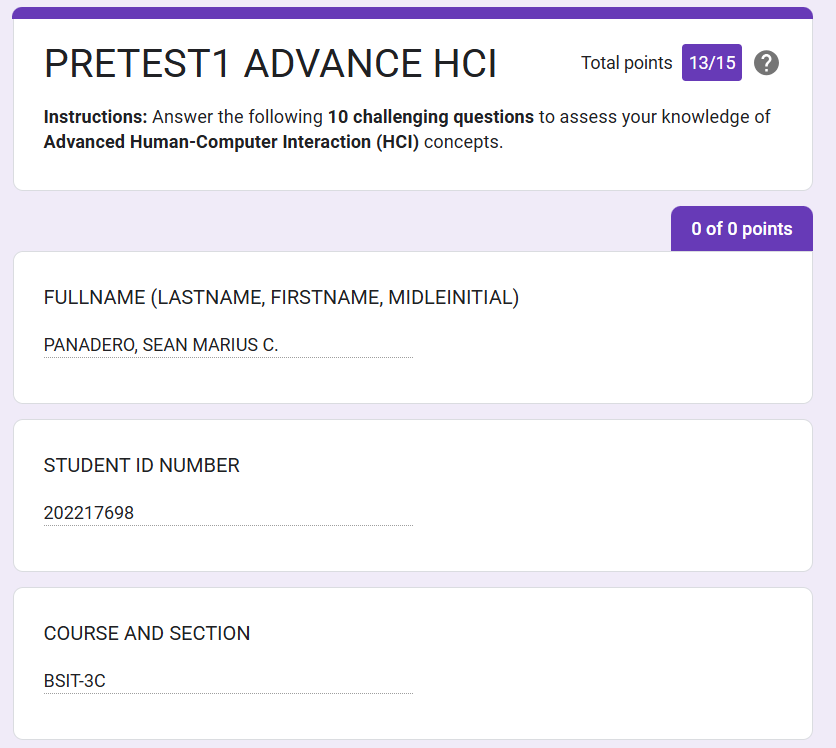 PRETEST1 ADVANCE HCI
Total points 13/15 ?
Instructions: Answer the following 10 challenging questions to assess your knowledge of
Advanced Human-Computer Interaction (HCI) concepts.
0 of 0 points
FULLNAME (LASTNAME, FIRSTNAME, MIDLEINITIAL)
PANADERO, SEAN MARIUS C.
STUDENT ID NUMBER
202217698
COURSE AND SECTION
BSIT-3C